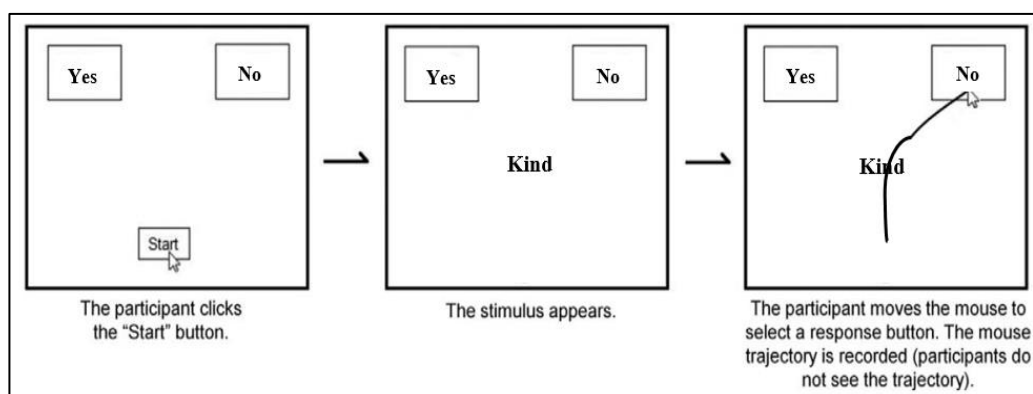 Yes
No
Start
The participant clicks
the “Start” button.
Yes
No
Kind
The stimulus appears.
Yes
No
Kind
The participant moves the mouse to
select a response button. The mouse
trajectory is recorded (participants do
not see the trajectory).